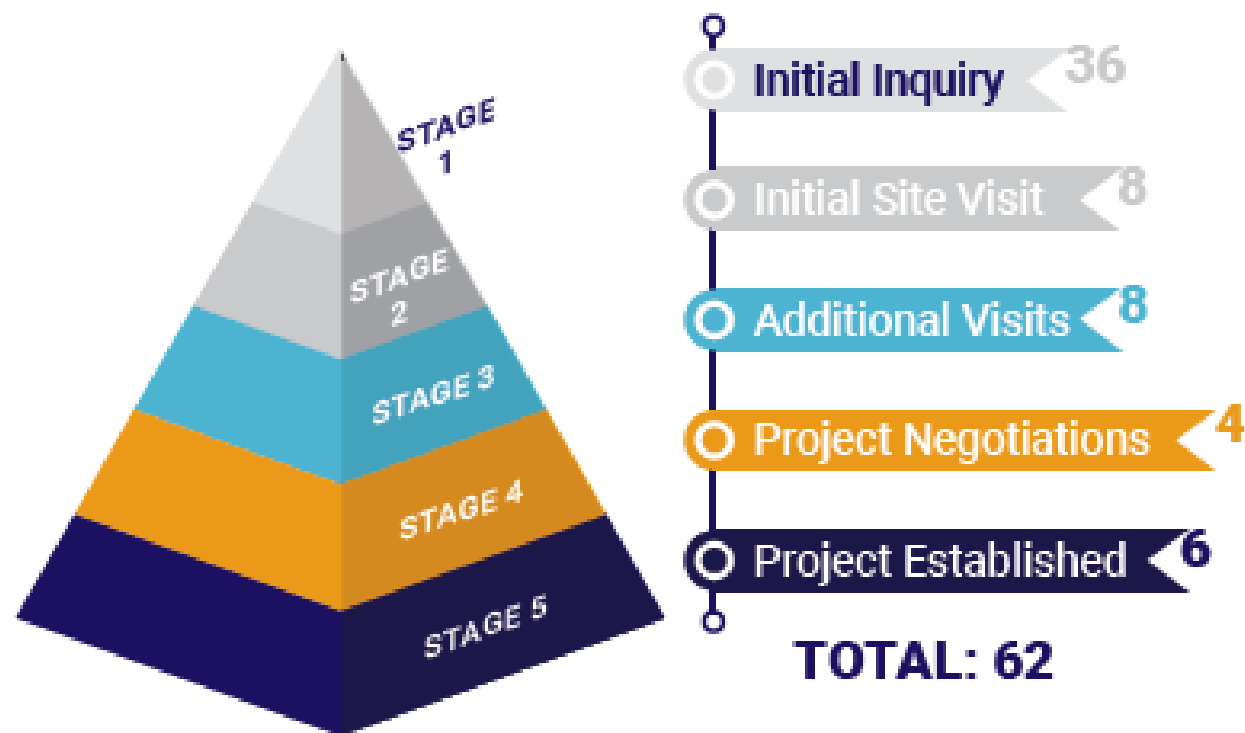 STAGE
1
STAGE
2
STAGE 3
STAGE 4
STAGE 5
Initial Inquiry 36
Initial Site Visit 8
Additional Visits 8
Project Negotiations 4
Project Established 6
TOTAL: 62